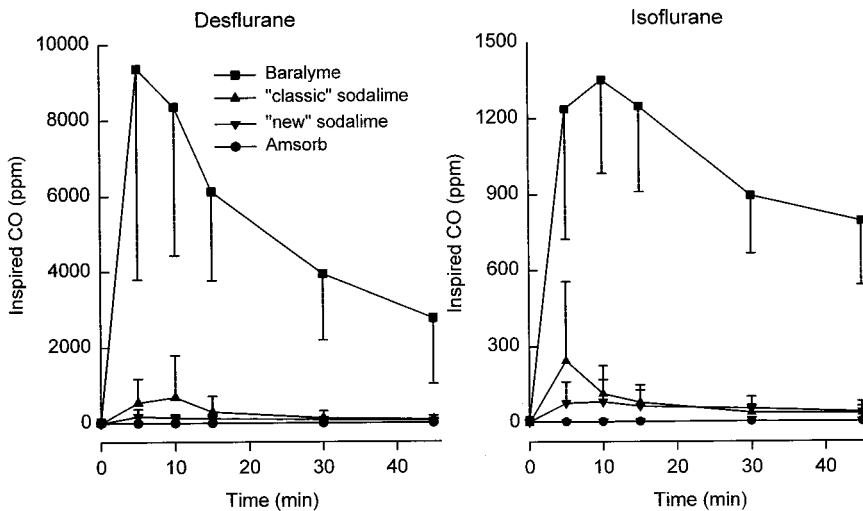 Desflurane
Inspired CO (ppm)
10000
8000
6000
4000
2000
0
Baralyme
"classic" sodalime
"new" sodalime
Amsorb
0 10 20 30 40
Time (min)
Isoflurane
Inspired CO (ppm)
1500
1200
900
600
300
0
0 10 20 30 40
Time (min)